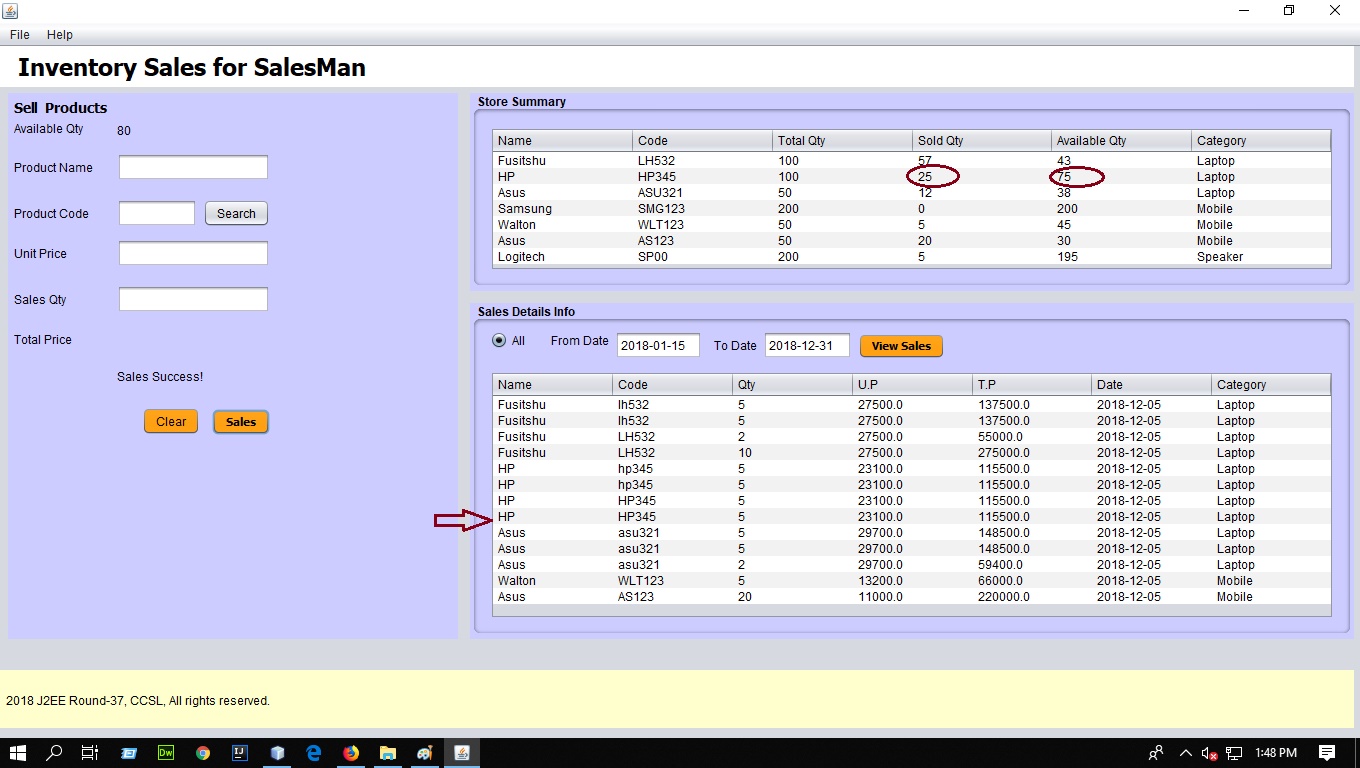 File Help
Inventory Sales for SalesMan
Sell Products
Available Qty 80
Product Name
Product Code Search
Unit Price
Sales Qty
Total Price
Sales Success!
Clear Sales
Store Summary
Name Code Total Qty Sold Qty Available Qty Category
Fusitshu LH532 100 57 43 Laptop
HP HP345 100 25 75 Laptop
Asus ASU321 50 12 38 Laptop
Samsung SMG123 200 0 200 Mobile
Walton WLT123 50 5 45 Mobile
Asus AS123 50 20 30 Mobile
Logitech SP00 200 5 195 Speaker
Sales Details Info
All From Date 2018-01-15 To Date 2018-12-31 View Sales
Name Code Qty U.P T.P Date Category
Fusitshu lh532 5 27500.0 137500.0 2018-12-05 Laptop
Fusitshu lh532 5 27500.0 137500.0 2018-12-05 Laptop
Fusitshu LH532 2 27500.0 55000.0 2018-12-05 Laptop
Fusitshu LH532 10 27500.0 275000.0 2018-12-05 Laptop
HP hp345 5 23100.0 115500.0 2018-12-05 Laptop
HP hp345 5 23100.0 115500.0 2018-12-05 Laptop
HP HP345 5 23100.0 115500.0 2018-12-05 Laptop
HP HP345 5 23100.0 115500.0 2018-12-05 Laptop
Asus asu321 5 29700.0 148500.0 2018-12-05 Laptop
Asus asu321 5 29700.0 148500.0 2018-12-05 Laptop
Asus asu321 2 29700.0 59400.0 2018-12-05 Laptop
Walton WLT123 5 13200.0 66000.0 2018-12-05 Mobile
Asus AS123 20 11000.0 220000.0 2018-12-05 Mobile
2018 J2EE Round-37, CCSL, All rights reserved.
Dw IJ 1:48 PM